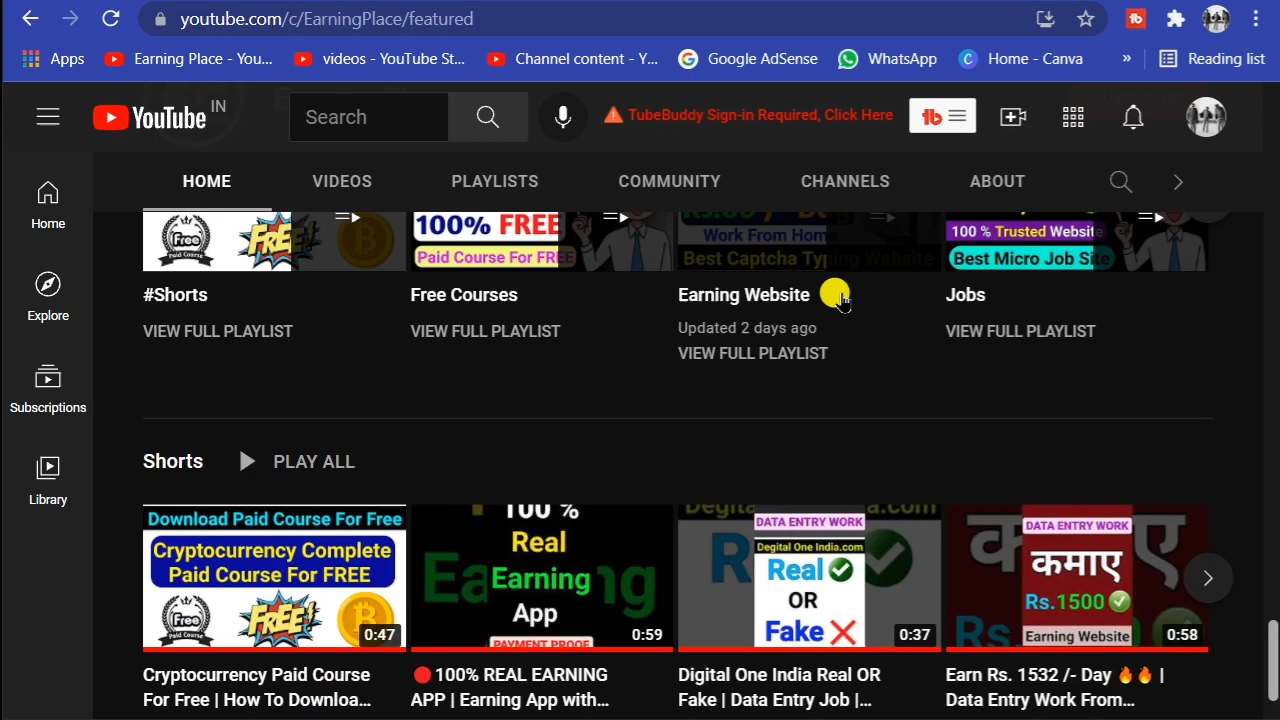 youtube.com/c/EarningPlace/featured
Apps
Earning Place - You...
videos - YouTube St...
Channel content - Y...
Google AdSense
WhatsApp
Home - Canva
»
Reading list
YouTube IN
Search
TubeBuddy Sign-in Required, Click Here
tb
HOME
VIDEOS
PLAYLISTS
COMMUNITY
CHANNELS
ABOUT
Home
Explore
Subscriptions
Library
Free
Paid Course
FREE
100% FREE
Paid Course For FREE
Work From Home
Best Captcha Typing Website
100 % Trusted Website
Best Micro Job Site
#Shorts
VIEW FULL PLAYLIST
Free Courses
VIEW FULL PLAYLIST
Earning Website
Updated 2 days ago
VIEW FULL PLAYLIST
Jobs
VIEW FULL PLAYLIST
Shorts
PLAY ALL
Download Paid Course For Free
Cryptocurrency Complete
Paid Course For FREE
Free
Paid Course
FREE!
0:47
100 %
Real
Earning
App
PAYMENT PROOF
0:59
DATA ENTRY WORK
Degital One India.com
Real
OR
Fake
0:37
DATA ENTRY WORK
कमाए
Rs.1500
Earning Website
0:58
Cryptocurrency Paid Course
For Free | How To Downloa...
100% REAL EARNING
APP | Earning App with...
Digital One India Real OR
Fake | Data Entry Job |...
Earn Rs. 1532 /- Day 🔥🔥 |
Data Entry Work From...